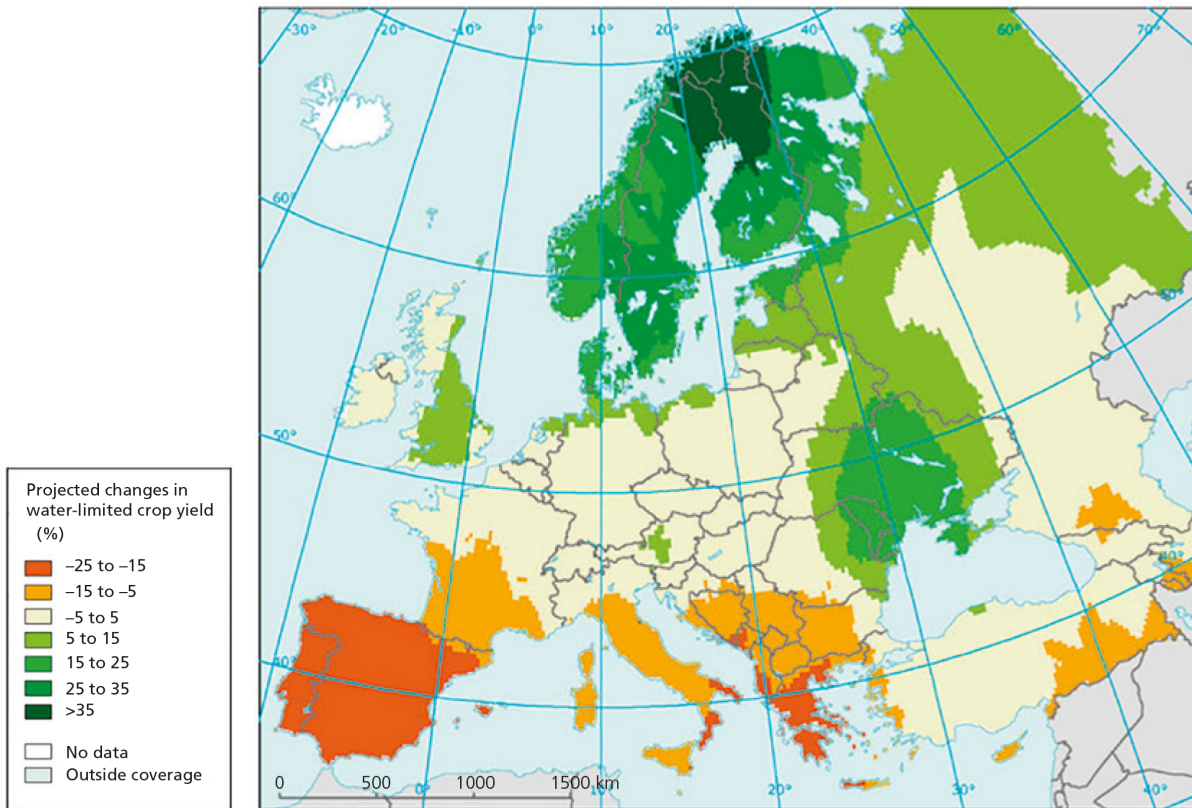 -30°
-20°
-10°
0°
10°
20°
30°
40°
50°
60°
70°
60°
50°
50°
40°
40°
0°
10°
20°
30°
40°
0 500 1000 1500 km
Projected changes in
water-limited crop yield
(%)
–25 to –15
–15 to –5
–5 to 5
5 to 15
15 to 25
25 to 35
>35
No data
Outside coverage